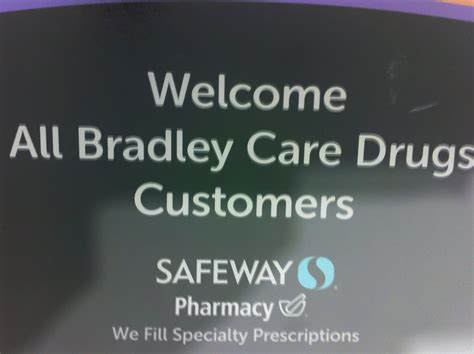 Welcome
All Bradley Care Drugs
Customers
SAFEWAY
Pharmacy
We Fill Specialty Prescriptions